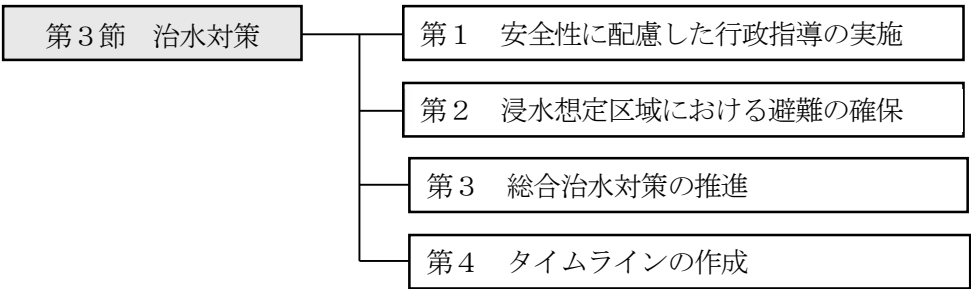 第３節　治水対策
第１　安全性に配慮した行政指導の実施
第２　浸水想定区域における避難の確保
第３　総合治水対策の推進
第４　タイムラインの作成